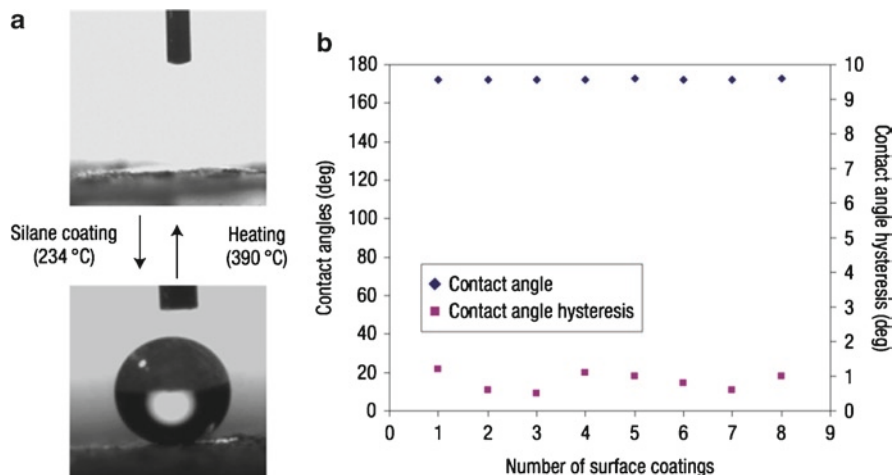 a
Silane coating
(234 °C)
Heating
(390 °C)
b
Contact angles (deg)
180
160
140
120
100
80
60
40
20
0
Contact angle
Contact angle hysteresis
10
9
8
7
6
5
4
3
2
1
0
Contact angle hysteresis (deg)
0 1 2 3 4 5 6 7 8 9
Number of surface coatings